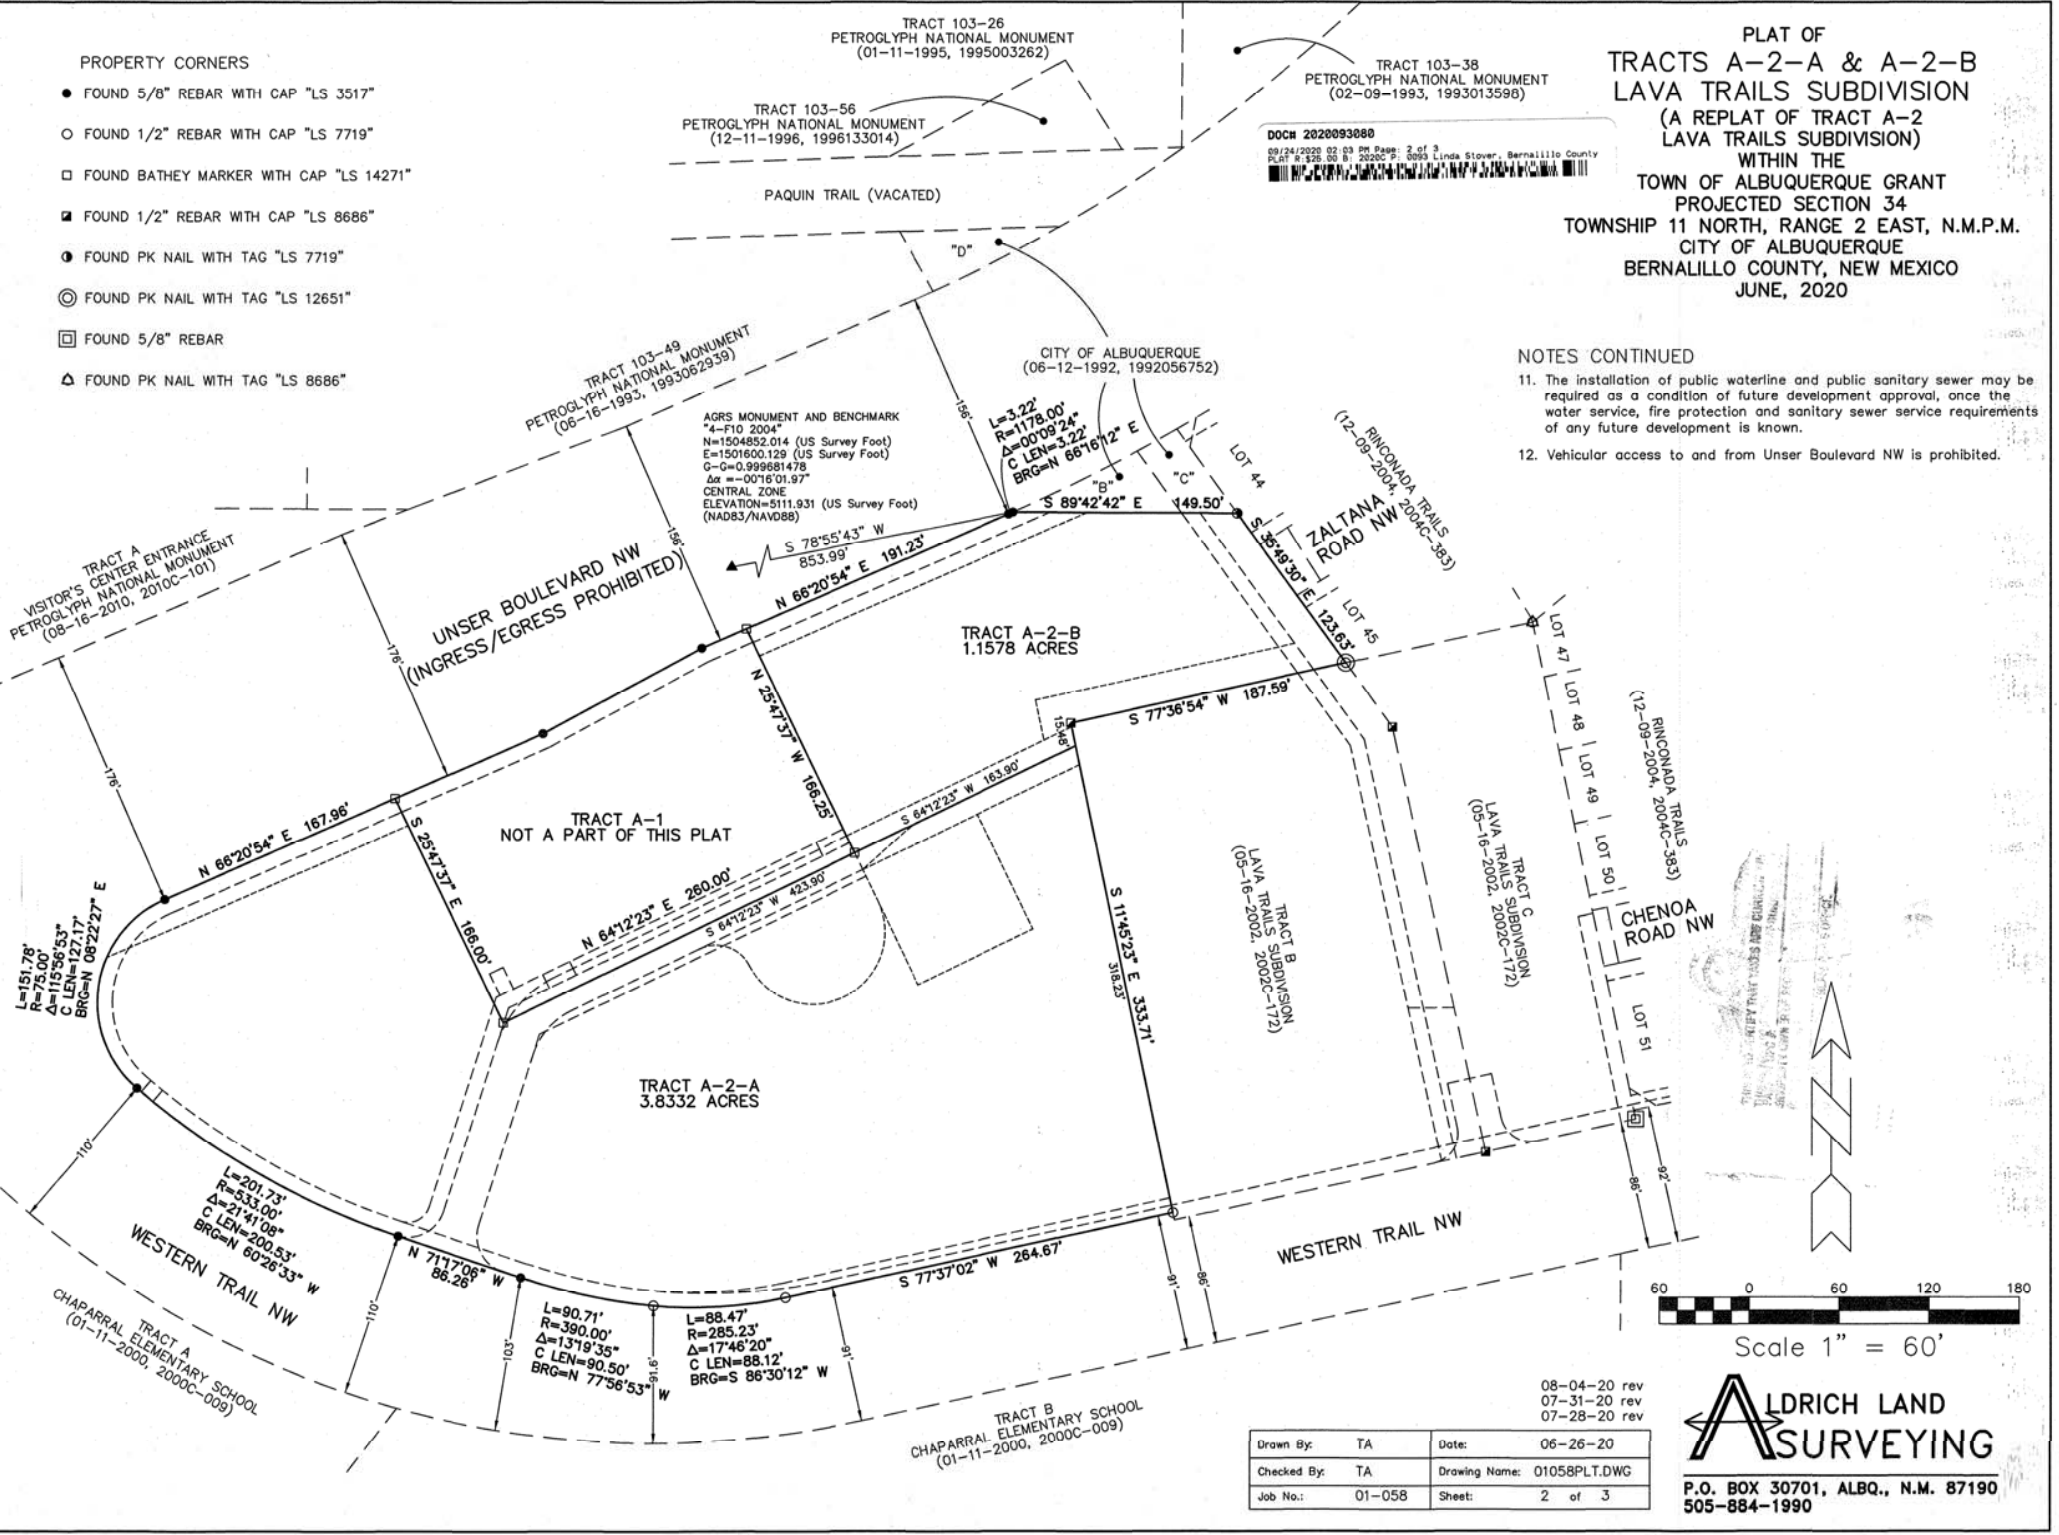 PROPERTY CORNERS
FOUND 5/8" REBAR WITH CAP "LS 3517"
FOUND 1/2" REBAR WITH CAP "LS 7719"
FOUND BATHEY MARKER WITH CAP "LS 14271"
FOUND 1/2" REBAR WITH CAP "LS 8686"
FOUND PK NAIL WITH TAG "LS 7719"
FOUND PK NAIL WITH TAG "LS 12651"
FOUND 5/8" REBAR
FOUND PK NAIL WITH TAG "LS 8686"
TRACT 103-26
PETROGLYPH NATIONAL MONUMENT
(01-11-1995, 1995003262)
TRACT 103-56
PETROGLYPH NATIONAL MONUMENT
(12-11-1996, 1996133014)
TRACT 103-38
PETROGLYPH NATIONAL MONUMENT
(02-09-1993, 1993013598)
DOC# 2020093080
09/24/2020 02:03 PM Page: 2 of 3
PLAT R:$25.00 B: 2020C P: 0093 Linda Stover, Bernalillo County
PLAT OF
TRACTS A-2-A & A-2-B
LAVA TRAILS SUBDIVISION
(A REPLAT OF TRACT A-2
LAVA TRAILS SUBDIVISION)
WITHIN THE
TOWN OF ALBUQUERQUE GRANT
PROJECTED SECTION 34
TOWNSHIP 11 NORTH, RANGE 2 EAST, N.M.P.M.
CITY OF ALBUQUERQUE
BERNALILLO COUNTY, NEW MEXICO
JUNE, 2020
NOTES CONTINUED
11. The installation of public waterline and public sanitary sewer may be
required as a condition of future development approval, once the
water service, fire protection and sanitary sewer service requirements
of any future development is known.
12. Vehicular access to and from Unser Boulevard NW is prohibited.
PAQUIN TRAIL (VACATED)
"D"
CITY OF ALBUQUERQUE
(06-12-1992, 1992056752)
TRACT 103-49
PETROGLYPH NATIONAL MONUMENT
(06-16-1993, 1993062939)
AGRS MONUMENT AND BENCHMARK
"4-F10 2004"
N=1504852.014 (US Survey Foot)
E=1501600.129 (US Survey Foot)
G-G=0.999681478
Δα =-00°16'01.97"
CENTRAL ZONE
ELEVATION=5111.931 (US Survey Foot)
(NAD83/NAVD88)
L=3.22'
R=1178.00'
Δ=00°09'24"
C LEN=3.22'
BRG=N 66°16'12" E
"B"
"C"
S 89°42'42" E 149.50'
S 78°55'43" W
853.99'
N 66°20'54" E 191.23'
156'
156'
176'
176'
TRACT A
VISITOR'S CENTER ENTRANCE
PETROGLYPH NATIONAL MONUMENT
(08-16-2010, 2010C-101)
UNSER BOULEVARD NW
(INGRESS/EGRESS PROHIBITED)
LOT 44
ZALTANA
ROAD NW
RINCONADA TRAILS
(12-09-2004, 2004C-383)
S 35°49'30" E 123.63'
LOT 45
TRACT A-2-B
1.1578 ACRES
S 77°36'54" W 187.59'
15.48'
N 25°47'37" W 166.25'
S 64°12'23" W 163.90'
TRACT A-1
NOT A PART OF THIS PLAT
N 66°20'54" E 167.96'
S 25°47'37" E 166.00'
N 64°12'23" E 260.00'
S 64°12'23" W 423.90'
L=151.78'
R=75.00'
Δ=115°56'53"
C LEN=127.17'
BRG=N 08°22'27" E
TRACT A-2-A
3.8332 ACRES
S 11°45'23" E 333.71'
318.23'
TRACT B
LAVA TRAILS SUBDIVISION
(05-16-2002, 2002C-172)
TRACT C
LAVA TRAILS SUBDIVISION
(05-16-2002, 2002C-172)
LOT 47
LOT 48
LOT 49
LOT 50
RINCONADA TRAILS
(12-09-2004, 2004C-383)
CHENOA
ROAD NW
LOT 51
110'
L=201.73'
R=533.00'
Δ=21°41'08"
C LEN=200.53'
BRG=N 60°26'33" W
WESTERN TRAIL NW
TRACT A
CHAPARRAL ELEMENTARY SCHOOL
(01-11-2000, 2000C-009)
N 71°17'06" W
86.26'
110'
103'
L=90.71'
R=390.00'
Δ=13°19'35"
C LEN=90.50'
BRG=N 77°56'53" W
91.6'
L=88.47'
R=285.23'
Δ=17°46'20"
C LEN=88.12'
BRG=S 86°30'12" W
S 77°37'02" W 264.67'
91'
91'
86'
WESTERN TRAIL NW
86'
92'
TRACT B
CHAPARRAL ELEMENTARY SCHOOL
(01-11-2000, 2000C-009)
60 0 60 120 180
Scale 1" = 60'
08-04-20 rev
07-31-20 rev
07-28-20 rev
Drawn By: TA Date: 06-26-20
Checked By: TA Drawing Name: 01058PLT.DWG
Job No.: 01-058 Sheet: 2 of 3
ALDRICH LAND
SURVEYING
P.O. BOX 30701, ALBQ., N.M. 87190
505-884-1990